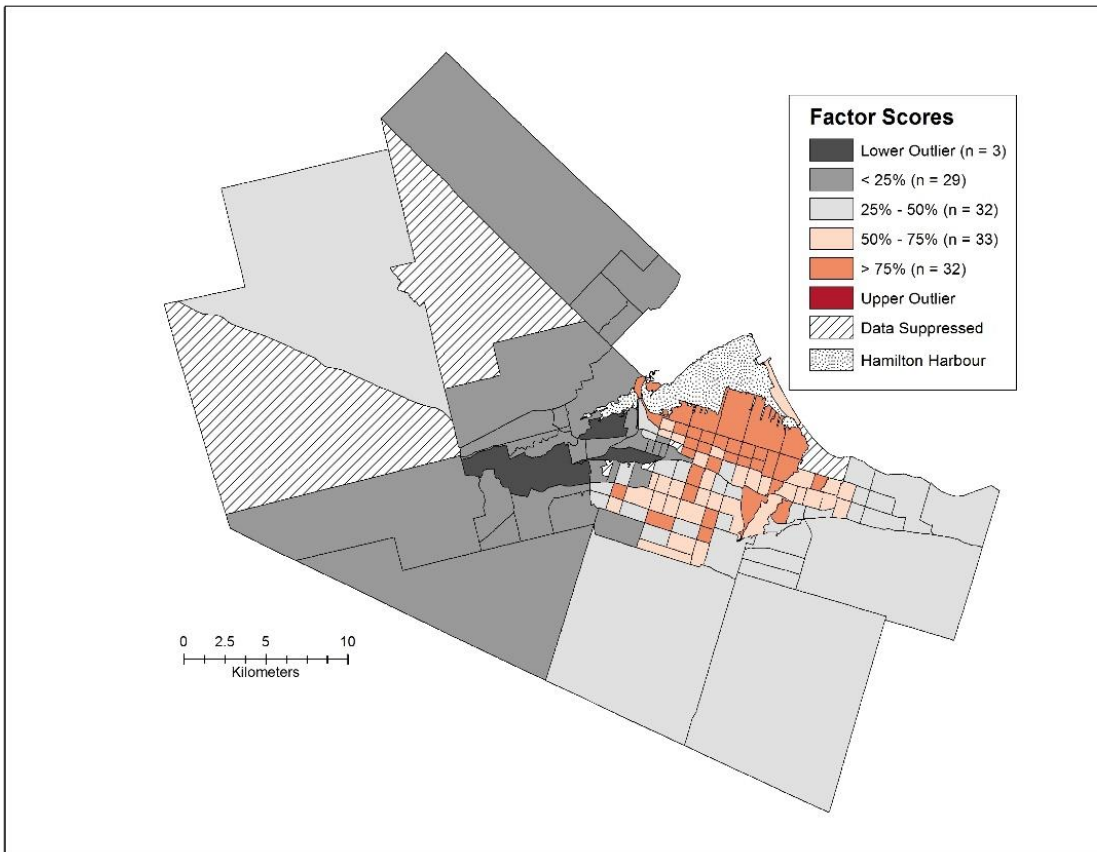 Factor Scores
Lower Outlier (n = 3)
< 25% (n = 29)
25% - 50% (n = 32)
50% - 75% (n = 33)
> 75% (n = 32)
Upper Outlier
Data Suppressed
Hamilton Harbour
0 2.5 5 10
Kilometers